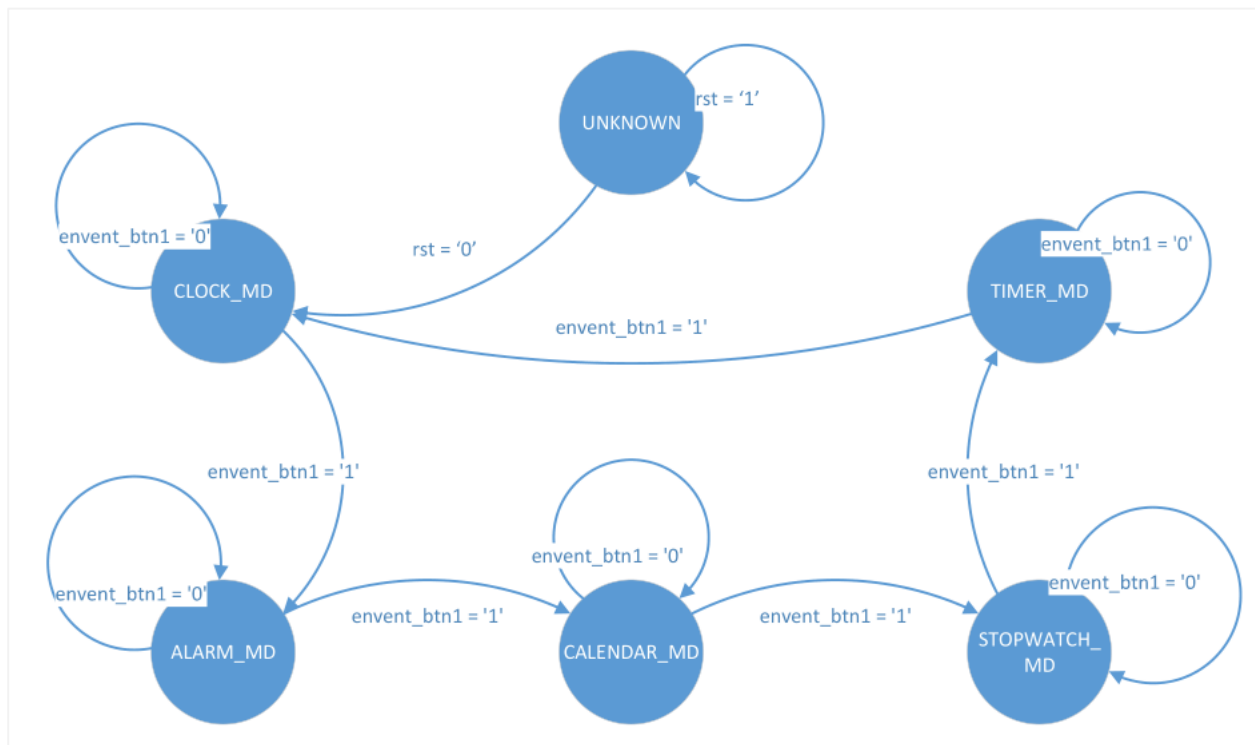 UNKNOWN
rst = ‘1’
envent_btn1 = '0'
rst = ‘0’
envent_btn1 = '0'
CLOCK_MD
TIMER_MD
envent_btn1 = '1'
envent_btn1 = '1'
envent_btn1 = '1'
envent_btn1 = '0'
envent_btn1 = '0'
envent_btn1 = '0'
envent_btn1 = '1'
envent_btn1 = '1'
ALARM_MD
CALENDAR_MD
STOPWATCH_
MD